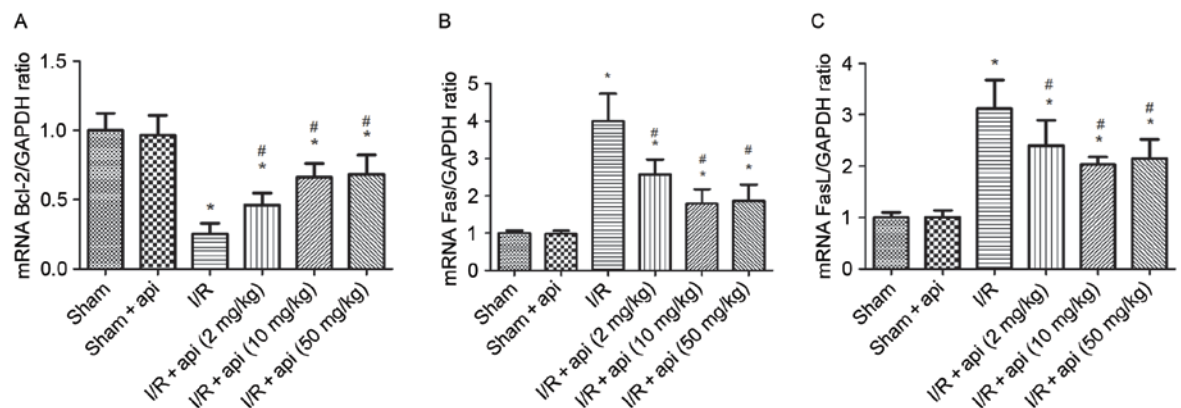 A
mRNA Bcl-2/GAPDH ratio
1.5
1.0
0.5
0.0
*
#
*
#
*
#
*
Sham
Sham + api
I/R
I/R + api (2 mg/kg)
I/R + api (10 mg/kg)
I/R + api (50 mg/kg)
B
mRNA Fas/GAPDH ratio
5
4
3
2
1
0
*
#
*
#
*
#
*
Sham
Sham + api
I/R
I/R + api (2 mg/kg)
I/R + api (10 mg/kg)
I/R + api (50 mg/kg)
C
mRNA FasL/GAPDH ratio
4
3
2
1
0
*
#
*
#
*
#
*
Sham
Sham + api
I/R
I/R + api (2 mg/kg)
I/R + api (10 mg/kg)
I/R + api (50 mg/kg)